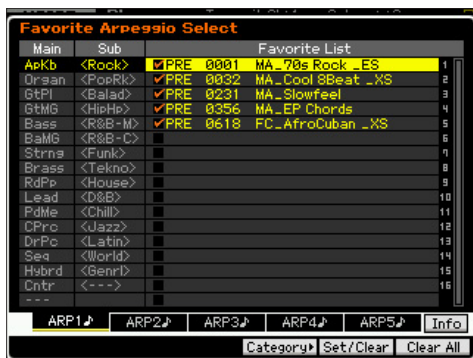 Favorite Arpeggio Select
Main Sub Favorite List
ApKb <Rock> PRE 0001 MA_70s Rock _ES 1
Organ <PopRk> PRE 0032 MA_Cool 8Beat _XS 2
GtPl <Balad> PRE 0231 MA_Slowfeel 3
GtMG <HipHp> PRE 0356 MA_EP Chords 4
Bass <R&B-M> PRE 0618 FC_AfroCuban _XS 5
BaMG <R&B-C> 6
Strng <Funk> 7
Brass <Tekno> 8
RdPp <House> 9
Lead <D&B> 10
PdMe <Chill> 11
CPrc <Jazz> 12
DrPc <Latin> 13
Seq <World> 14
Hybrd <Genrl> 15
Cntr <---> 16
---
ARP1♪ ARP2♪ ARP3♪ ARP4♪ ARP5♪ Info
Category▸ Set/Clear Clear All